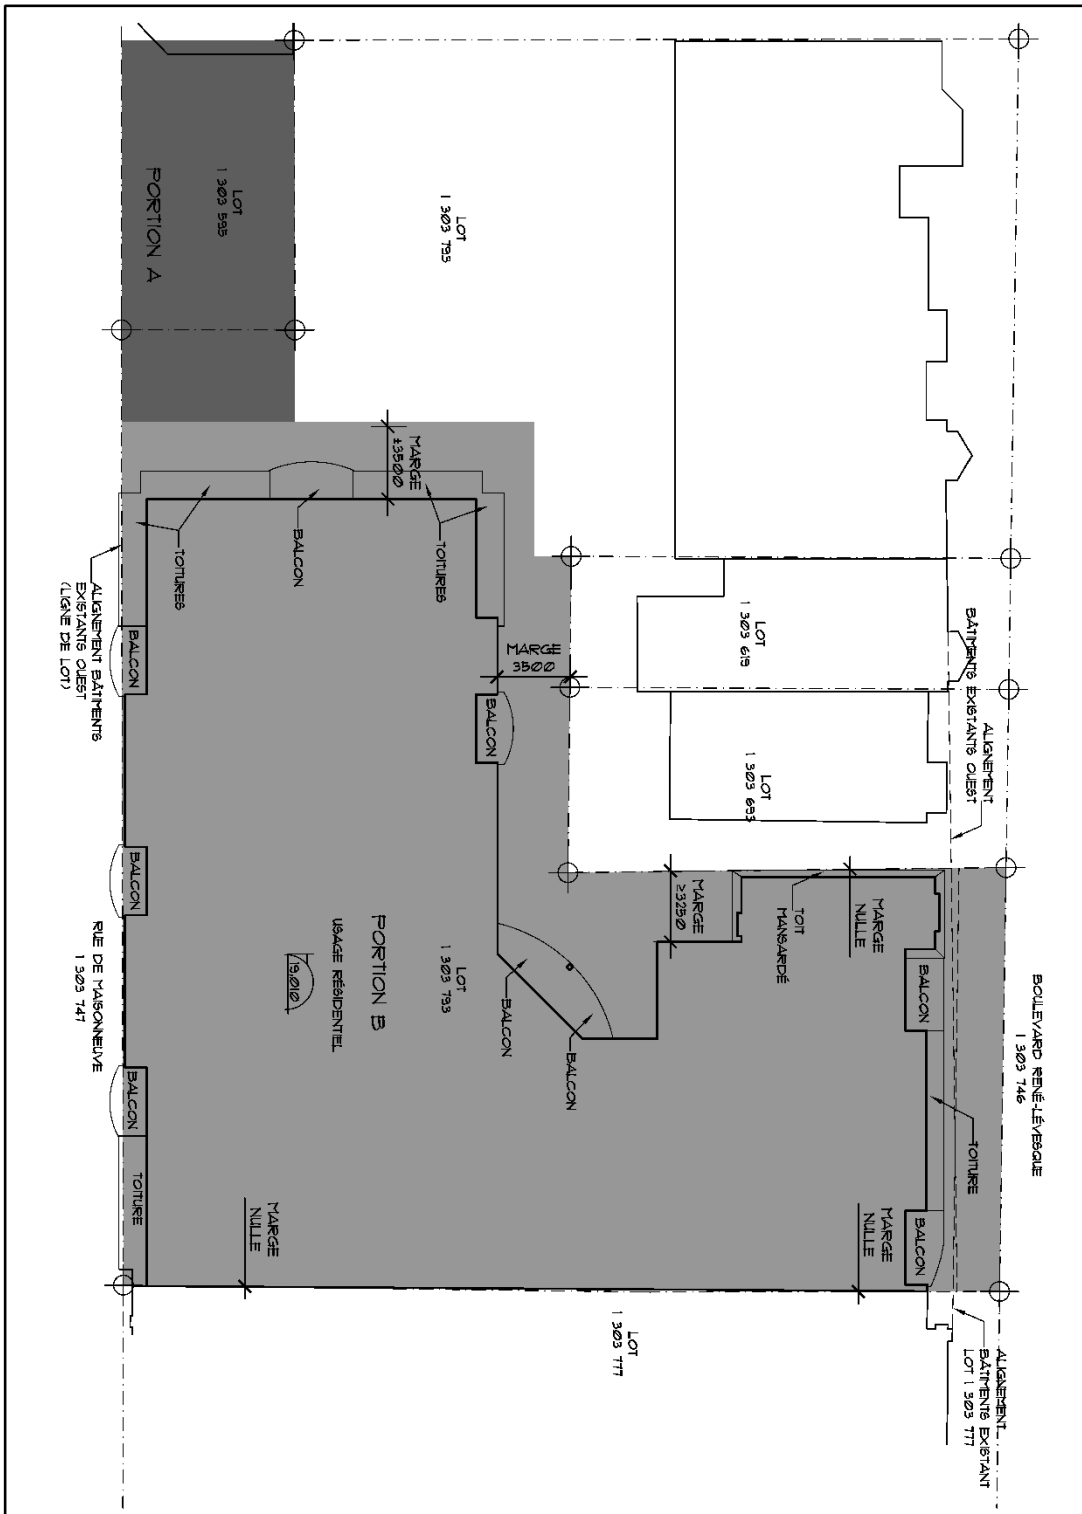 BOULEVARD RENÉ-LÉVESQUE
1 303 746
ALIGNEMENT
BÂTIMENTS EXISTANTS OUEST
ALIGNEMENT
BÂTIMENTS EXISTANT
LOT 1 303 777
TOITURE
BALCON
BALCON
MARGE
NULLE
MARGE
NULLE
TOIT
MANSARDÉ
LOT
1 303 619
LOT
1 303 693
MARGE
≥3250
LOT
1 303 793
MARGE
3500
BALCON
BALCON
BALCON
LOT
1 303 777
LOT
1 303 793
PORTION B
USAGE RÉSIDENTIEL
19,010
MARGE
±3500
TOITURES
BALCON
TOITURES
MARGE
NULLE
LOT
1 303 595
PORTION A
BALCON
BALCON
BALCON
TOITURE
ALIGNEMENT BÂTIMENTS
EXISTANTS OUEST
(LIGNE DE LOT)
RUE DE MAISONNEUVE
1 303 747